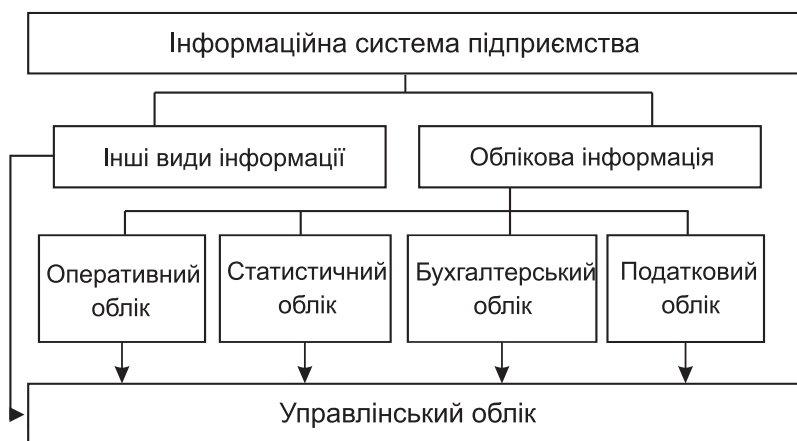 Інформаційна система підприємства
Інші види інформації
Облікова інформація
Оперативний
облік
Статистичний
облік
Бухгалтерський
облік
Податковий
облік
Управлінський облік